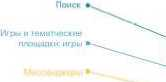 Поиск
Игры и тематические
площадки: игры
Мессенджеры